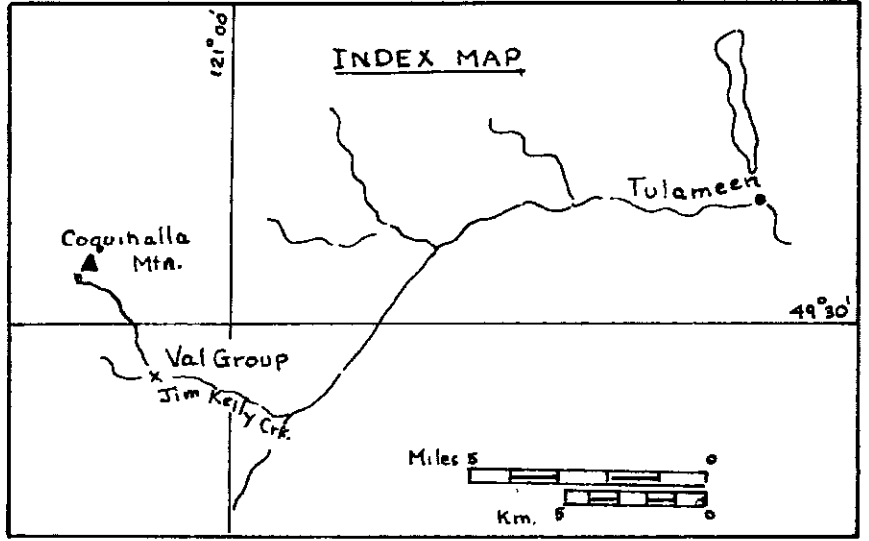 121°00'
INDEX MAP
Tulameen
Coquihalla
Mtn.
49°30'
Val Group
x
Jim Kelly Crk.
Miles 5 0
Km. 5 0